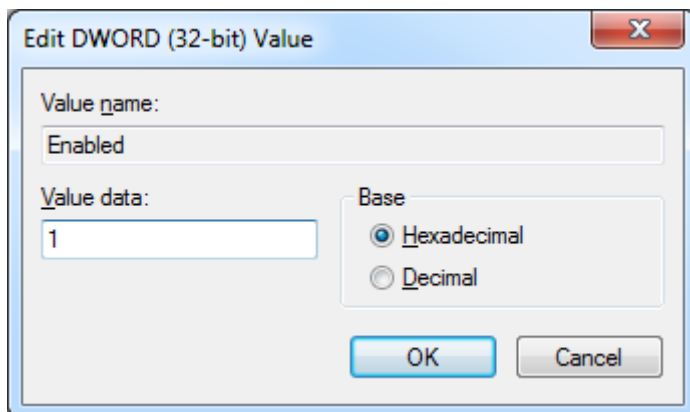 Edit DWORD (32-bit) Value
Value name:
Enabled
Value data:
1
Base
Hexadecimal
Decimal
OK
Cancel